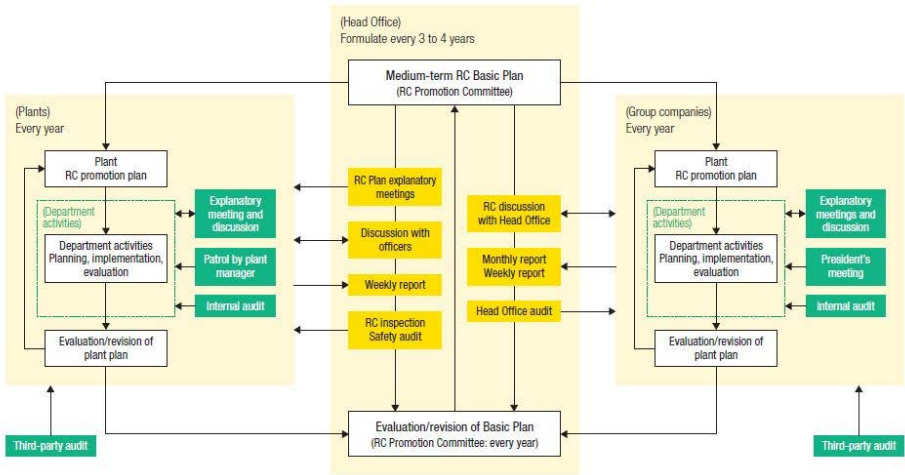 (Head Office)
Formulate every 3 to 4 years
Medium-term RC Basic Plan
(RC Promotion Committee)
(Plants)
Every year
Plant
RC promotion plan
(Department
activities)
Explanatory
meeting and
discussion
Department activities
Planning, implementation,
evaluation
Patrol by plant
manager
Internal audit
Evaluation/revision of
plant plan
Third-party audit
RC Plan explanatory
meetings
Discussion with
officers
Weekly report
RC inspection
Safety audit
RC discussion
with Head Office
Monthly report
Weekly report
Head Office audit
Evaluation/revision of Basic Plan
(RC Promotion Committee: every year)
(Group companies)
Every year
Plant
RC promotion plan
(Department
activities)
Explanatory
meetings and
discussion
Department activities
Planning, implementation,
evaluation
President's
meeting
Internal audit
Evaluation/revision of
plant plan
Third-party audit